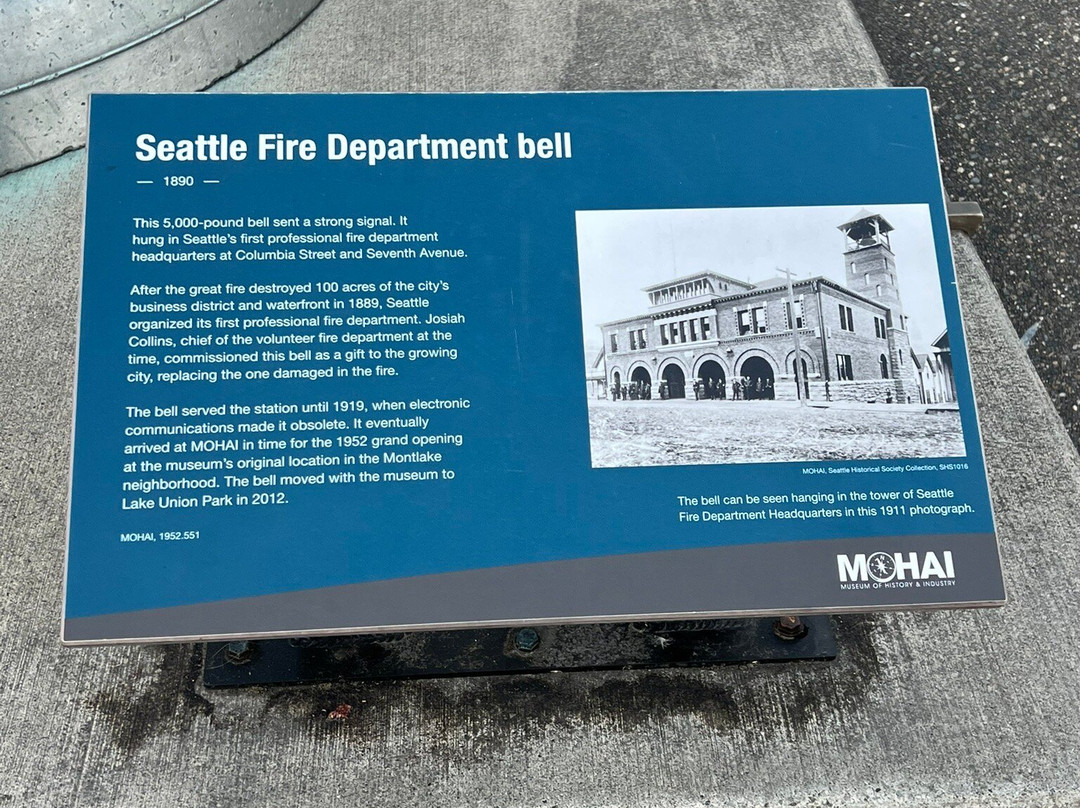 Seattle Fire Department bell
— 1890 —
This 5,000-pound bell sent a strong signal. It
hung in Seattle's first professional fire department
headquarters at Columbia Street and Seventh Avenue.
After the great fire destroyed 100 acres of the city's
business district and waterfront in 1889, Seattle
organized its first professional fire department. Josiah
Collins, chief of the volunteer fire department at the
time, commissioned this bell as a gift to the growing
city, replacing the one damaged in the fire.
The bell served the station until 1919, when electronic
communications made it obsolete. It eventually
arrived at MOHAI in time for the 1952 grand opening
at the museum's original location in the Montlake
neighborhood. The bell moved with the museum to
Lake Union Park in 2012.
MOHAI, 1952.551
MOHAI, Seattle Historical Society Collection, SHS1016
The bell can be seen hanging in the tower of Seattle
Fire Department Headquarters in this 1911 photograph.
MOHAI
MUSEUM OF HISTORY & INDUSTRY